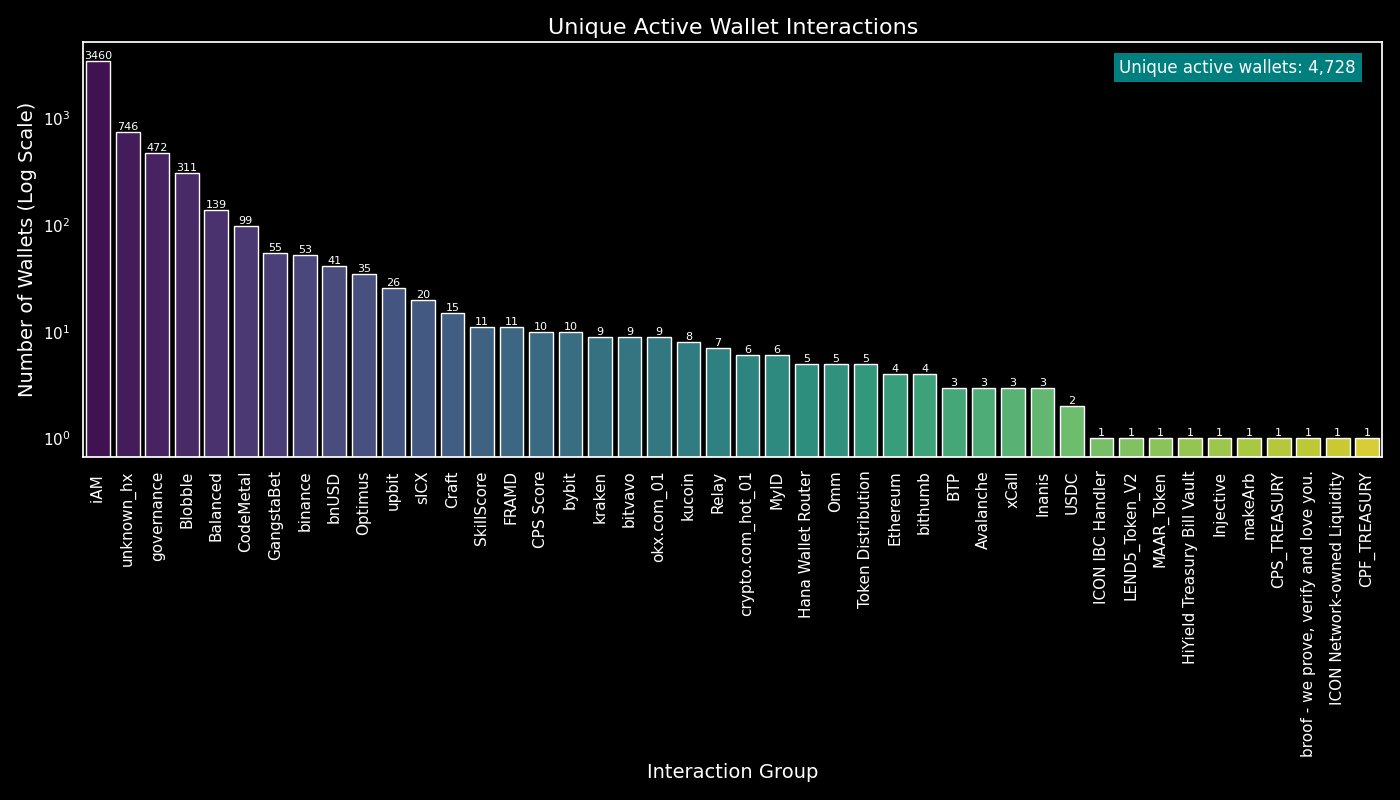 Unique Active Wallet Interactions
Unique active wallets: 4,728
Number of Wallets (Log Scale)
10³
10²
10¹
10⁰
3460
746
472
311
139
99
55
53
41
35
26
20
15
11
11
10
10
9
9
9
8
7
6
6
5
5
5
4
4
3
3
3
3
2
1
1
1
1
1
1
1
1
1
1
iAM
unknown_hx
governance
Blobble
Balanced
CodeMetal
GangstaBet
binance
bnUSD
Optimus
upbit
sICX
Craft
SkillScore
FRAMD
CPS Score
bybit
kraken
bitvavo
okx.com_01
kucoin
Relay
crypto.com_hot_01
MyID
Hana Wallet Router
Omm
Token Distribution
Ethereum
bithumb
BTP
Avalanche
xCall
Inanis
USDC
ICON IBC Handler
LEND5_Token_V2
MAAR_Token
HiYield Treasury Bill Vault
Injective
makeArb
CPS_TREASURY
broof - we prove, verify and love you.
ICON Network-owned Liquidity
CPF_TREASURY
Interaction Group